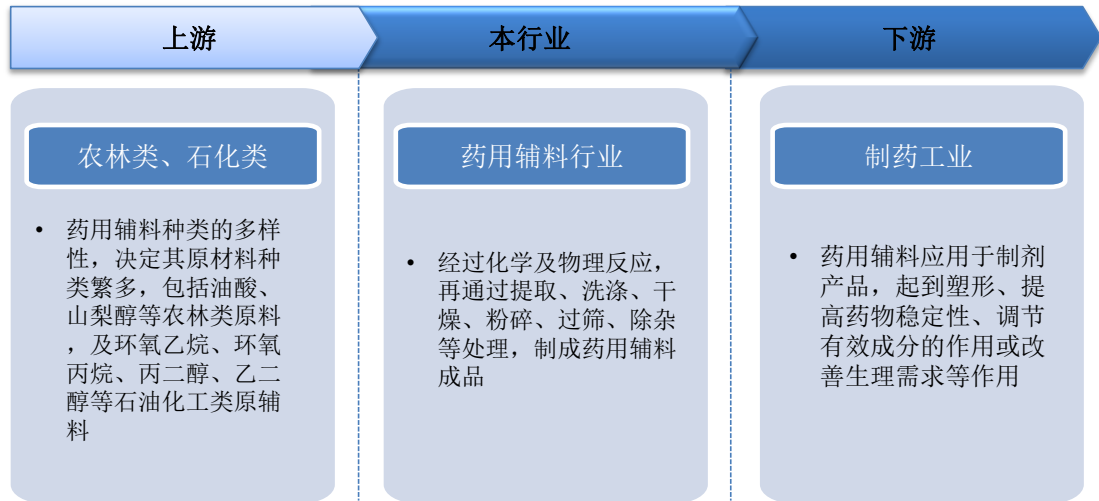 上游
本行业
下游
农林类、石化类
• 药用辅料种类的多样
性，决定其原材料种
类繁多，包括油酸、
山梨醇等农林类原料
，及环氧乙烷、环氧
丙烷、丙二醇、乙二
醇等石油化工类原辅
料
药用辅料行业
• 经过化学及物理反应，
再通过提取、洗涤、干
燥、粉碎、过筛、除杂
等处理，制成药用辅料
成品
制药工业
• 药用辅料应用于制剂
产品，起到塑形、提
高药物稳定性、调节
有效成分的作用或改
善生理需求等作用